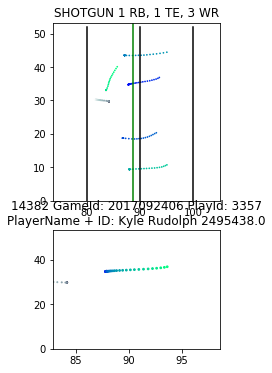 SHOTGUN 1 RB, 1 TE, 3 WR
50
40
30
20
10
0
80 90 100
14382 GameId: 2017092406 PlayId: 3357
PlayerName + ID: Kyle Rudolph 2495438.0
40
20
0
85 90 95